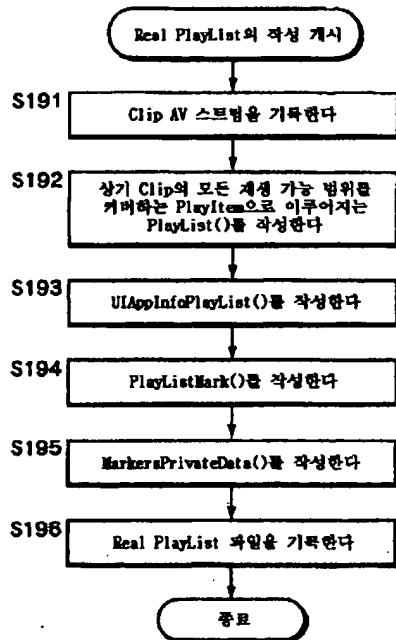 Real PlayList의 작성 개시
S191
Clip AV 스트림을 기록한다
S192
상기 Clip의 모든 재생 가능 범위를
커버하는 PlayItem으로 이루어지는
PlayList()를 작성한다
S193
UIAppInfoPlayList()를 작성한다
S194
PlayListMark()를 작성한다
S195
MarkersPrivateData()를 작성한다
S196
Real PlayList 파일을 기록한다
종료